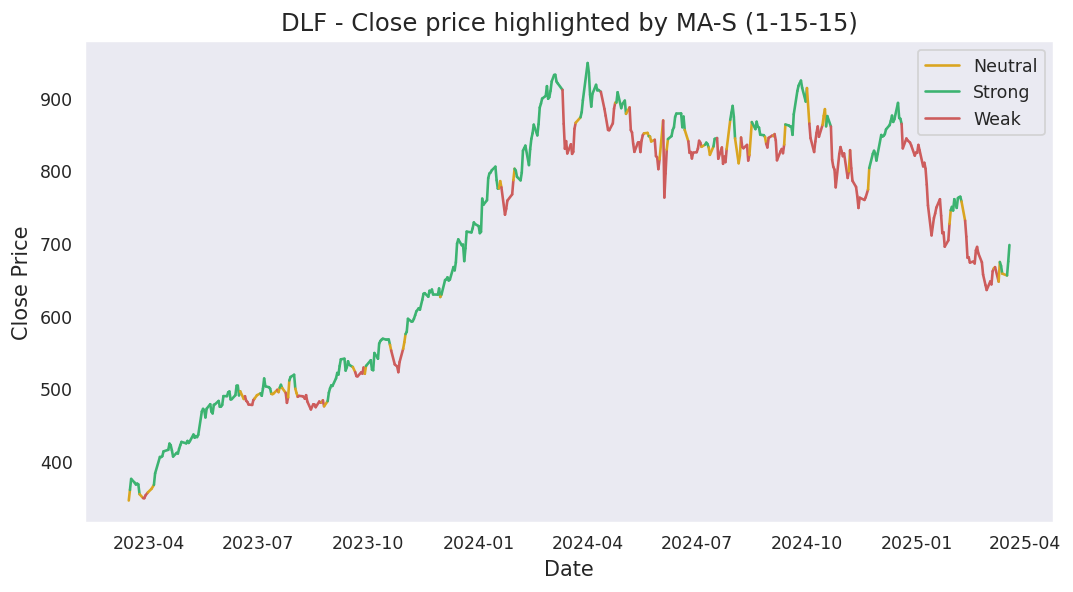 DLF - Close price highlighted by MA-S (1-15-15)
Neutral
Strong
Weak
Close Price
900
800
700
600
500
400
2023-04 2023-07 2023-10 2024-01 2024-04 2024-07 2024-10 2025-01 2025-04
Date